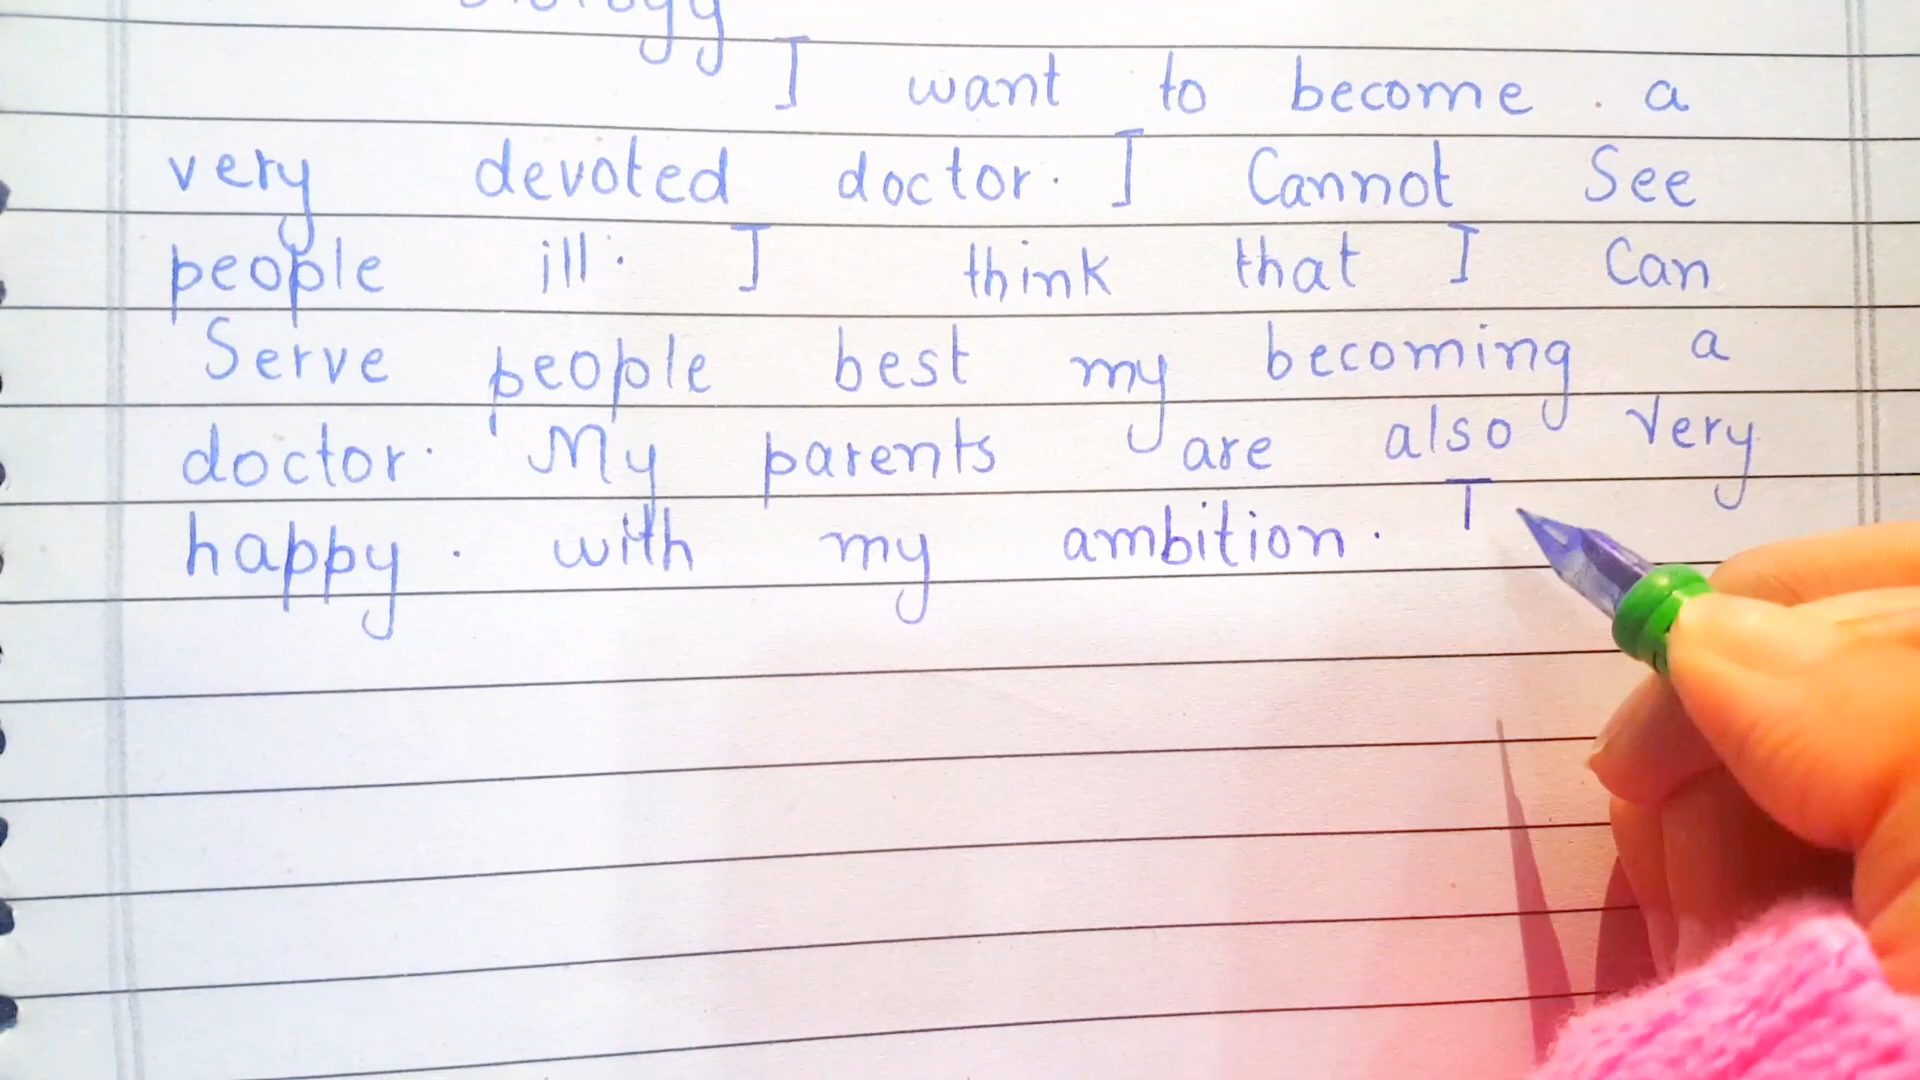 Biology
I want to become a
very devoted doctor. I Cannot See
people ill. I think that I Can
Serve people best my becoming a
doctor. My parents are also very
happy. with my ambition. T